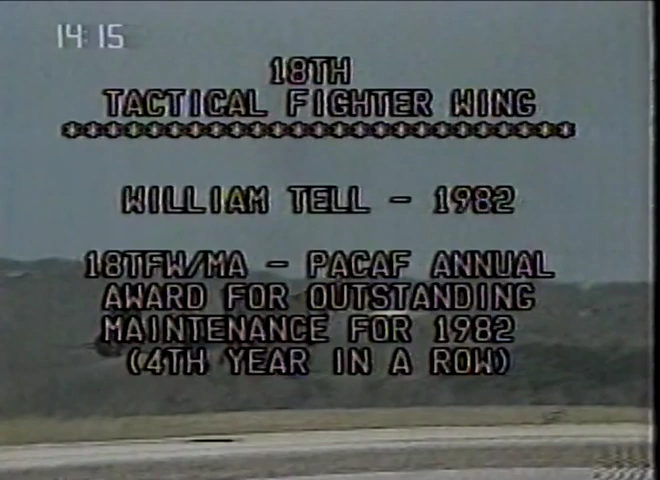 14:15
18TH
TACTICAL FIGHTER WING
************************
WILLIAM TELL - 1982
18TFW/MA - PACAF ANNUAL
AWARD FOR OUTSTANDING
MAINTENANCE FOR 1982
(4TH YEAR IN A ROW)